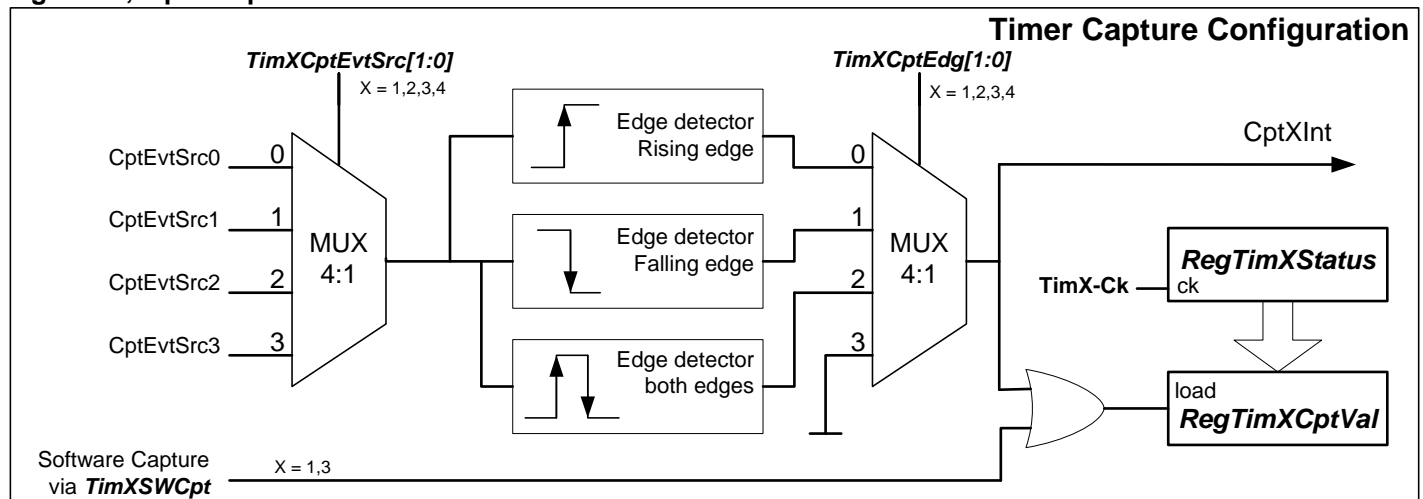 Timer Capture Configuration
TimXCptEvtSrc[1:0]
X = 1,2,3,4
TimXCptEdg[1:0]
X = 1,2,3,4
CptEvtSrc0
0
CptEvtSrc1
1
CptEvtSrc2
2
CptEvtSrc3
3
MUX
4:1
Edge detector
Rising edge
Edge detector
Falling edge
Edge detector
both edges
0
1
2
3
MUX
4:1
CptXInt
RegTimXStatus
TimX-Ck
ck
load
RegTimXCptVal
Software Capture
via TimXSWCpt
X = 1,3